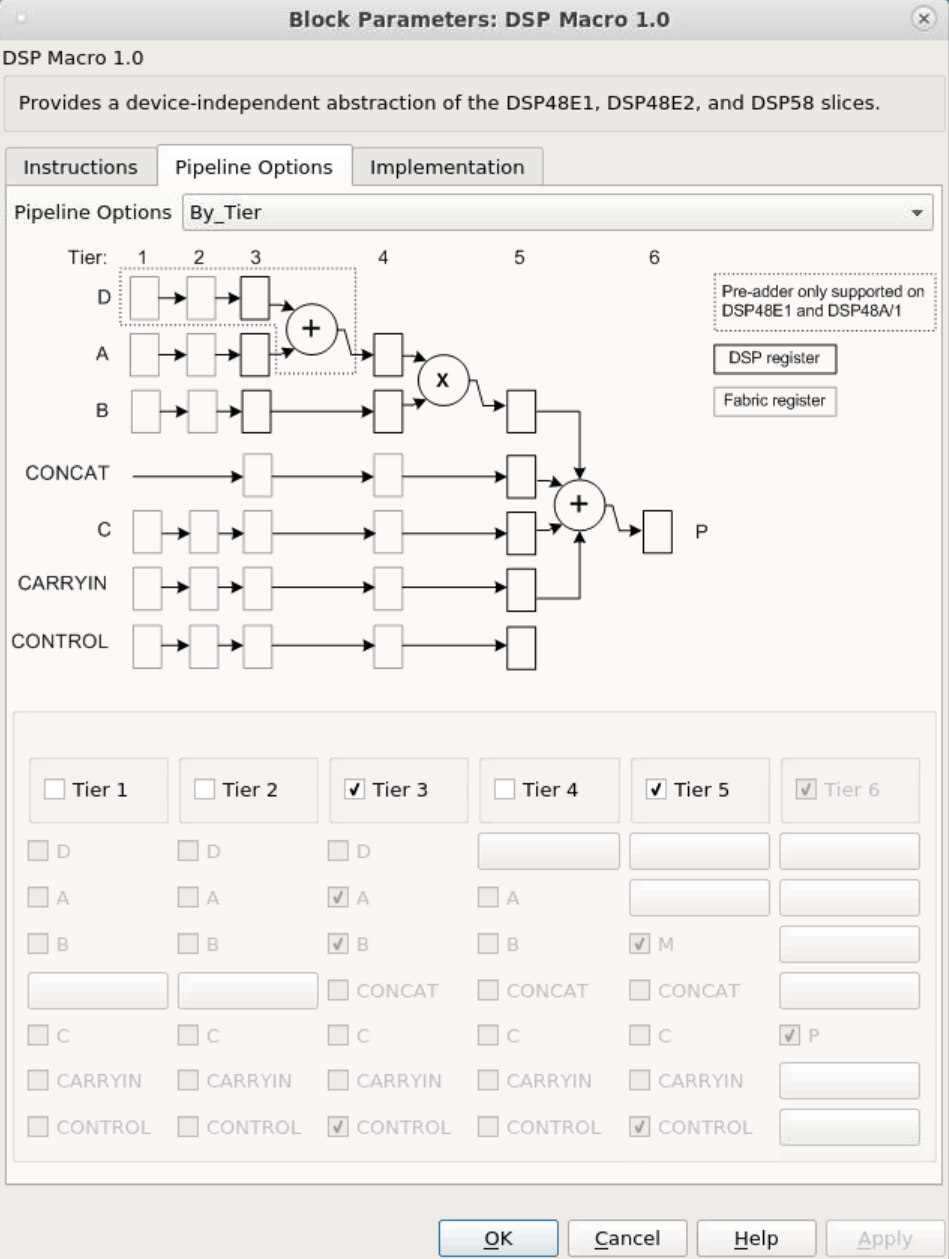 Block Parameters: DSP Macro 1.0
DSP Macro 1.0
Provides a device-independent abstraction of the DSP48E1, DSP48E2, and DSP58 slices.
Instructions Pipeline Options Implementation
Pipeline Options By_Tier
Tier: 1 2 3 4 5 6
D
+
Pre-adder only supported on
DSP48E1 and DSP48A/1
A
DSP register
X
B
Fabric register
CONCAT
+
C
P
CARRYIN
CONTROL
Tier 1 Tier 2 Tier 3 Tier 4 Tier 5 Tier 6
D D D
A A A A
B B B B M
CONCAT CONCAT CONCAT
C C C C C P
CARRYIN CARRYIN CARRYIN CARRYIN CARRYIN
CONTROL CONTROL CONTROL CONTROL CONTROL
OK Cancel Help Apply